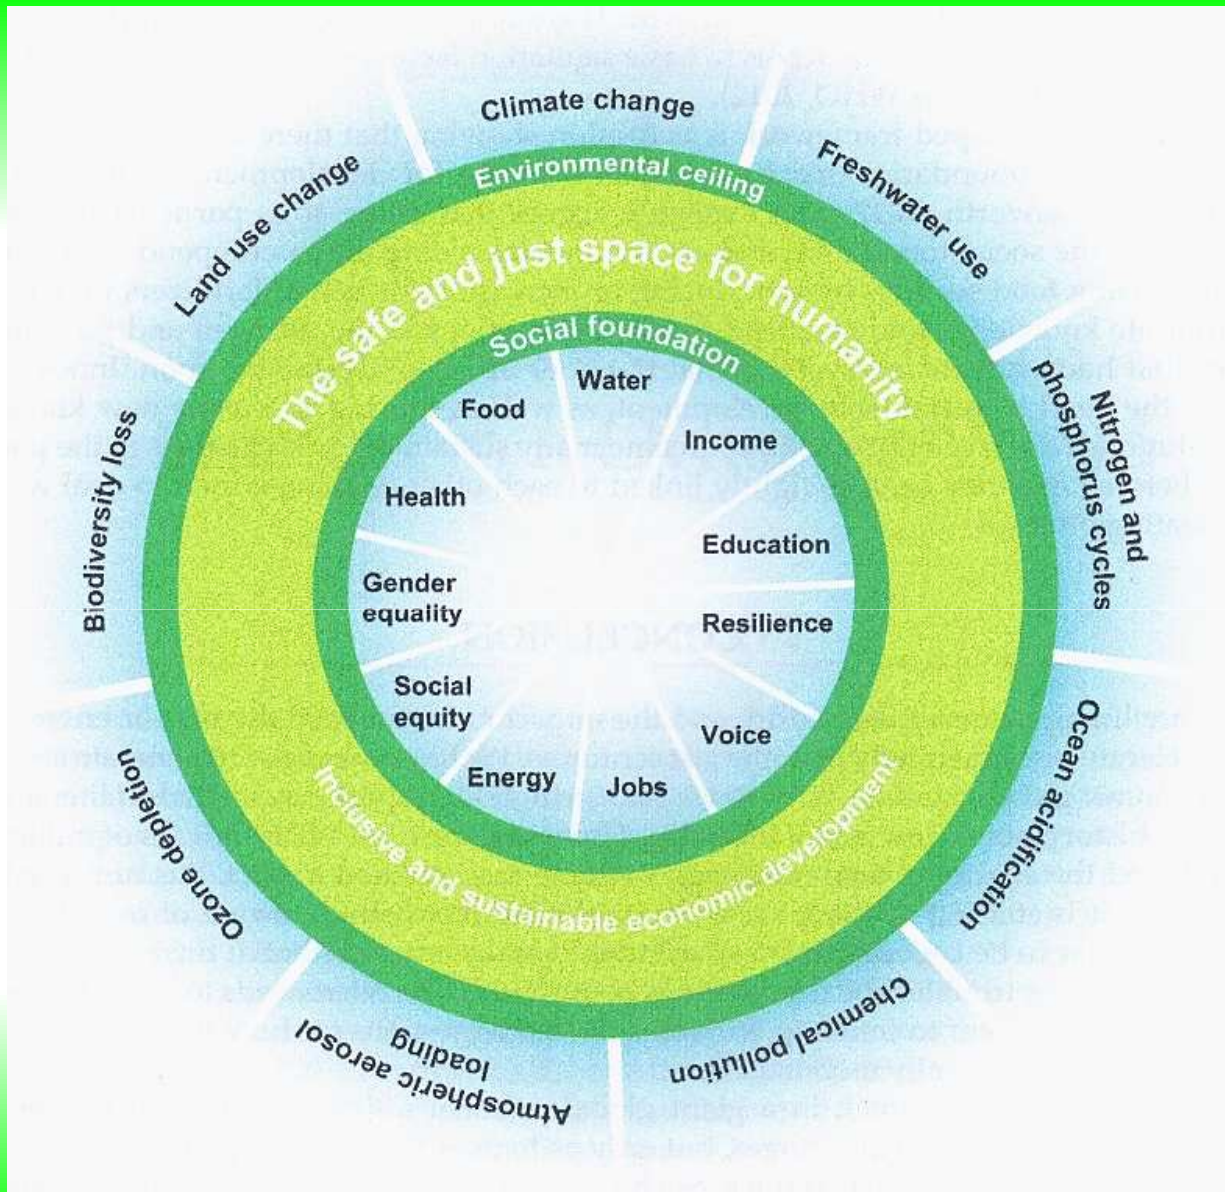 Climate change
Freshwater use
Nitrogen and
phosphorus cycles
Ocean acidification
Chemical pollution
Atmospheric aerosol
loading
Ozone depletion
Biodiversity loss
Land use change
Environmental ceiling
The safe and just space for humanity
Social foundation
Water
Income
Education
Resilience
Voice
Jobs
Energy
Social
equity
Gender
equality
Health
Food
Inclusive and sustainable economic development